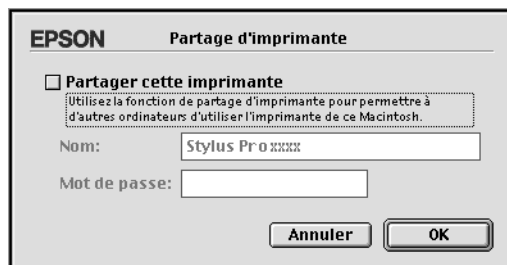 EPSON Partage d'imprimante
Partager cette imprimante
Utilisez la fonction de partage d'imprimante pour permettre à
d'autres ordinateurs d'utiliser l'imprimante de ce Macintosh.
Nom: Stylus Pro xxxx
Mot de passe:
Annuler OK